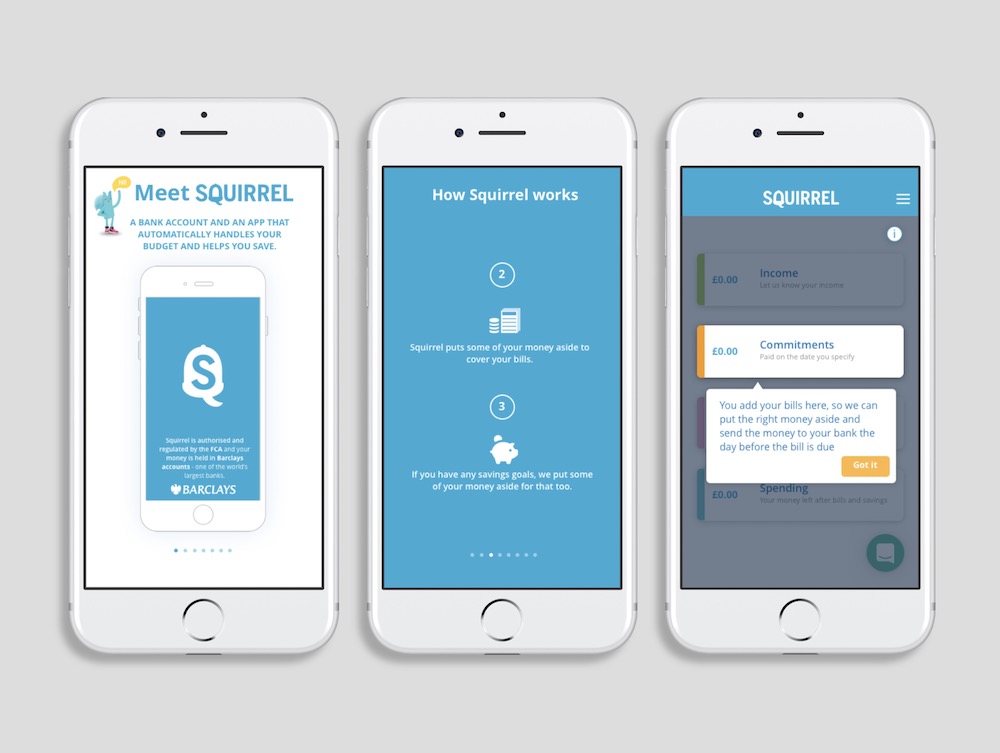 Hi!
Meet SQUIRREL
A BANK ACCOUNT AND AN APP THAT
AUTOMATICALLY HANDLES YOUR
BUDGET AND HELPS YOU SAVE.
S
Squirrel is authorised and
regulated by the FCA and your
money is held in Barclays
accounts - one of the world's
largest banks.
BARCLAYS
How Squirrel works
2
Squirrel puts some of your money aside to
cover your bills.
3
If you have any savings goals, we put some
of your money aside for that too.
SQUIRREL
i
£0.00 Income
Let us know your income
£0.00 Commitments
Paid on the date you specify
You add your bills here, so we can
put the right money aside and
send the money to your bank the
day before the bill is due
Got it
£0.00 Spending
Your money left after bills and savings